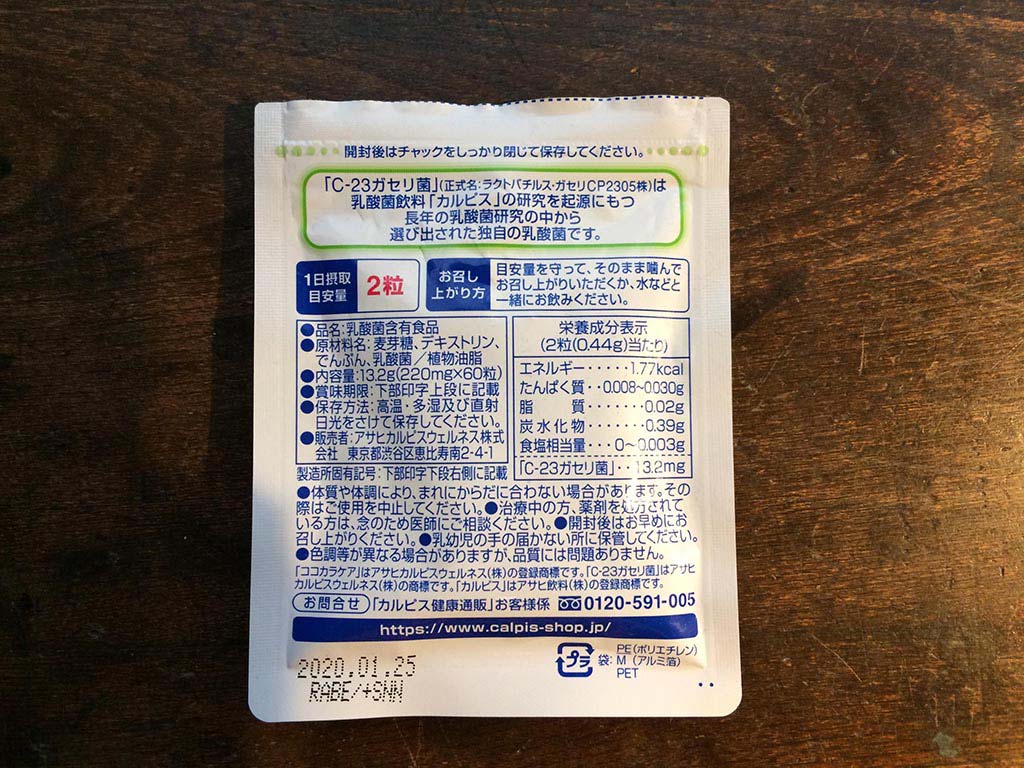 開封後はチャックをしっかり閉じて保存してください。
「C-23ガセリ菌」(正式名:ラクトバチルス・ガセリCP2305株)は
乳酸菌飲料「カルピス」の研究を起源にもつ
長年の乳酸菌研究の中から
選び出された独自の乳酸菌です。
1日摂取
目安量
2粒
お召し
上がり方
目安量を守って、そのまま噛んで
お召し上がりいただくか、水などと
一緒にお飲みください。
●品名:乳酸菌含有食品
●原材料名:麦芽糖、デキストリン、
でんぷん、乳酸菌/植物油脂
●内容量:13.2g(220mg×60粒)
●賞味期限:下部印字上段に記載
●保存方法:高温・多湿及び直射
日光をさけて保存してください。
●販売者:アサヒカルピスウェルネス株式
会社 東京都渋谷区恵比寿南2-4-1
製造所固有記号:下部印字下段右側に記載
栄養成分表示
(2粒(0.44g)当たり)
エネルギー・・・・・1.77kcal
たんぱく質・・0.008~0.030g
脂 質・・・・・・・0.02g
炭水化物・・・・・・・0.39g
食塩相当量・・・0~0.003g
「C-23ガセリ菌」・・13.2mg
●体質や体調により、まれにからだに合わない場合があります。その
際はご使用を中止してください。●治療中の方、薬剤を処方されて
いる方は、念のため医師にご相談ください。●開封後はお早めにお
召し上がりください。●乳幼児の手の届かない所に保管してください。
●色調等が異なる場合がありますが、品質には問題ありません。
「ココカラケア」はアサヒカルピスウェルネス(株)の登録商標です。「C-23ガセリ菌」はアサヒ
カルピスウェルネス(株)の商標です。「カルピス」はアサヒ飲料(株)の登録商標です。
お問合せ「カルピス健康通販」お客様係 0120-591-005
https://www.calpis-shop.jp/
2020.01.25
RABE/+SNN
プラ
袋:
PE(ポリエチレン)
M(アルミ箔)
PET